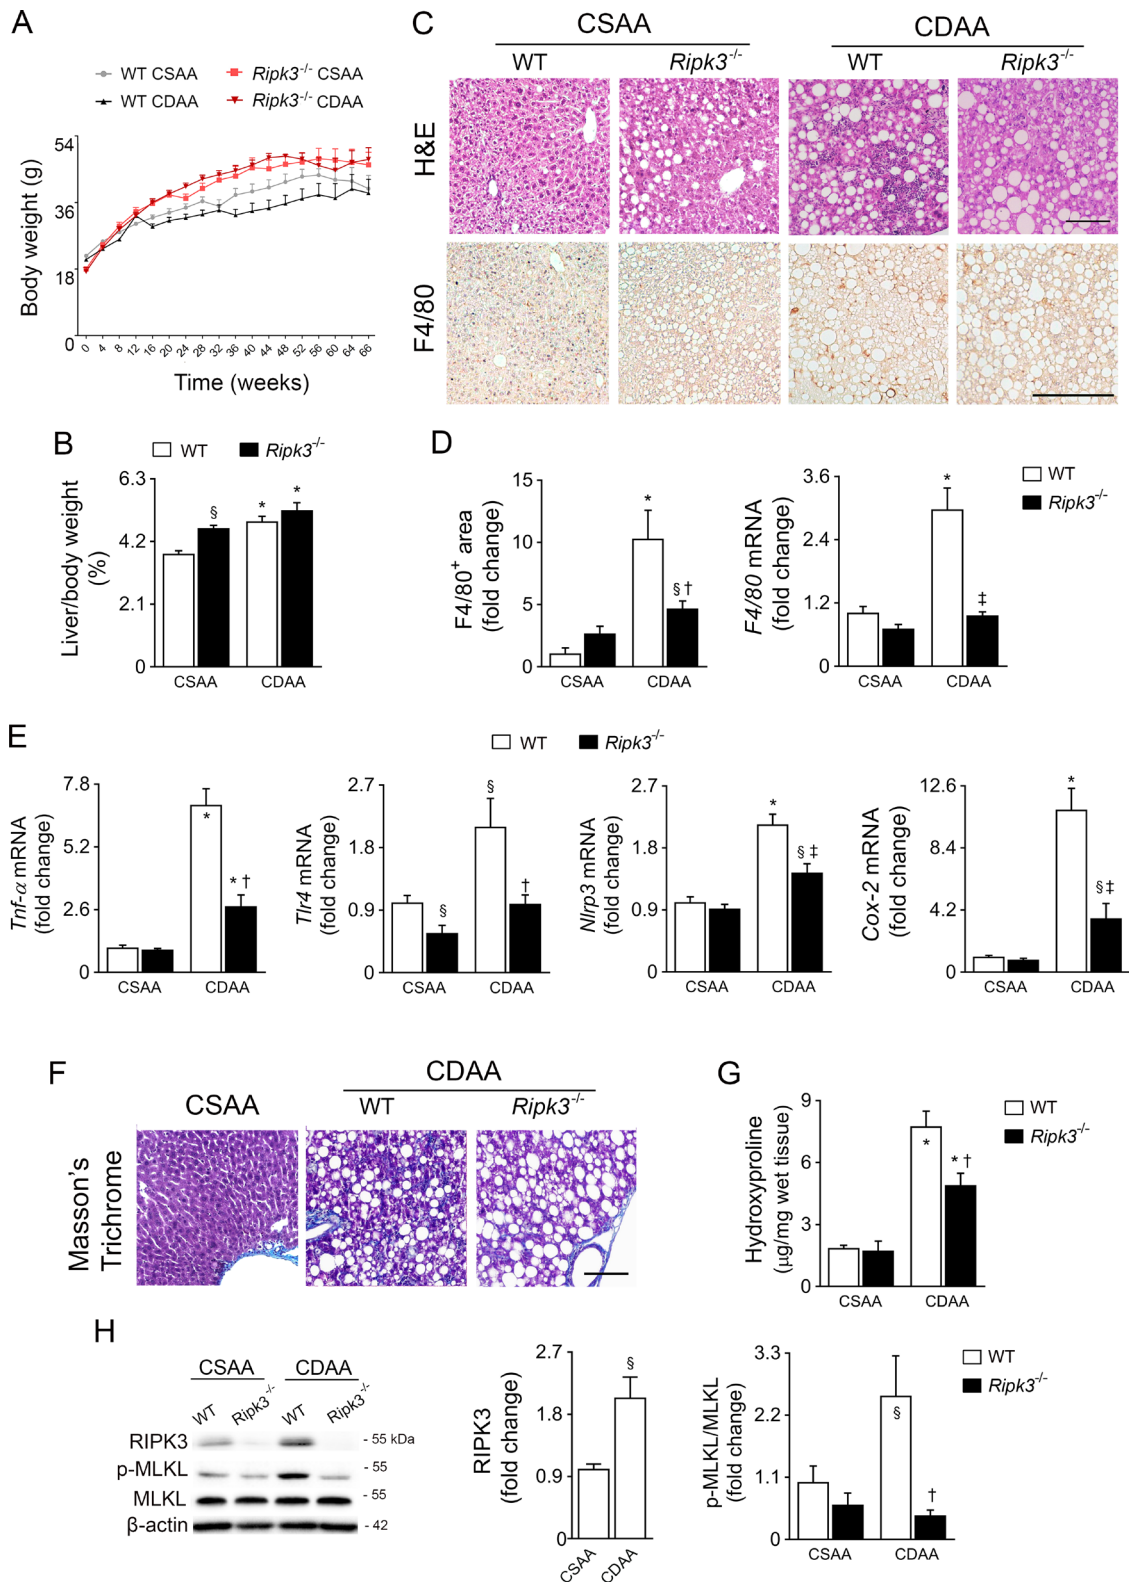 A
WT CSAA
Ripk3-/- CSAA
WT CDAA
Ripk3-/- CDAA
Body weight (g)
54
36
18
0
0 4 8 12 16 20 24 28 32 36 40 44 48 52 56 60 64 66
Time (weeks)
B
WT
Ripk3-/-
Liver/body weight
(%)
6.3
4.2
2.1
0
§
*
*
CSAA
CDAA
C
CSAA
CDAA
WT
Ripk3-/-
WT
Ripk3-/-
H&E
F4/80
D
F4/80+ area
(fold change)
15
10
5
0
*
§ †
CSAA
CDAA
F4/80 mRNA
(fold change)
3.6
2.4
1.2
0
*
‡
CSAA
CDAA
WT
Ripk3-/-
E
WT
Ripk3-/-
Tnf-α mRNA
(fold change)
7.8
5.2
2.6
0
*
* †
CSAA
CDAA
Tlr4 mRNA
(fold change)
2.7
1.8
0.9
0
§
§
†
CSAA
CDAA
Nlrp3 mRNA
(fold change)
2.7
1.8
0.9
0
*
§ ‡
CSAA
CDAA
Cox-2 mRNA
(fold change)
12.6
8.4
4.2
0
*
§ ‡
CSAA
CDAA
F
CSAA
CDAA
WT
Ripk3-/-
Masson's
Trichrome
G
Hydroxyproline
(µg/mg wet tissue)
9
6
3
0
*
* †
CSAA
CDAA
WT
Ripk3-/-
H
CSAA
CDAA
WT
Ripk3-/-
WT
Ripk3-/-
RIPK3
- 55 kDa
p-MLKL
- 55
MLKL
- 55
β-actin
- 42
RIPK3
(fold change)
2.7
1.8
0.9
0
§
CSAA
CDAA
p-MLKL/MLKL
(fold change)
3.3
2.2
1.1
0
§
†
CSAA
CDAA
WT
Ripk3-/-